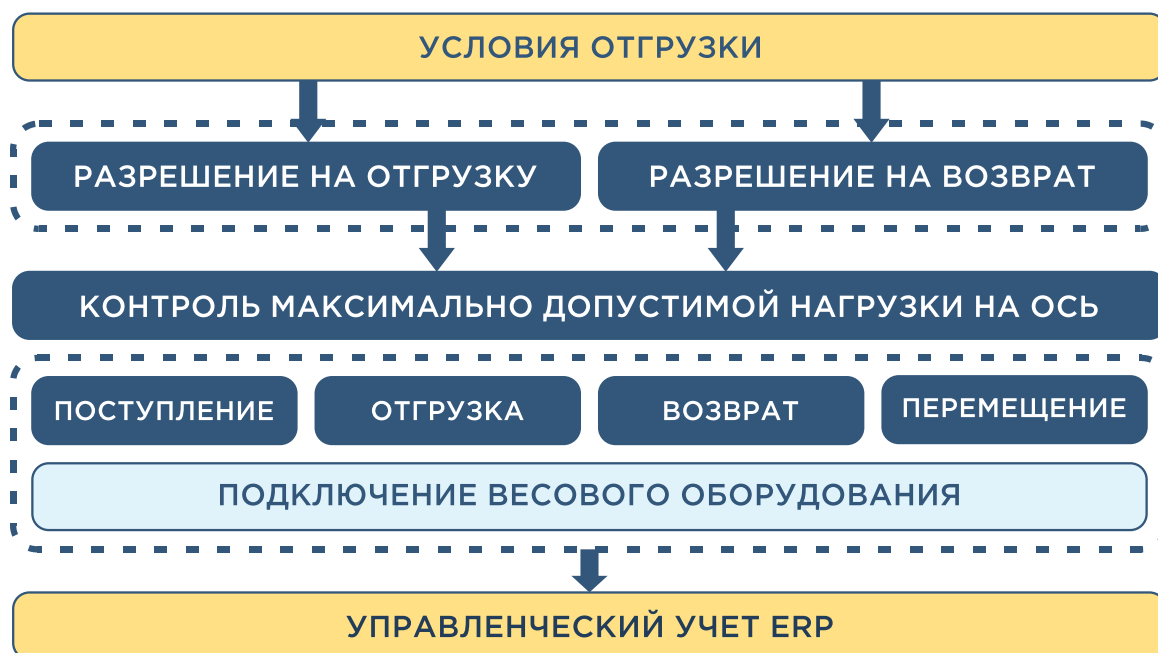 УСЛОВИЯ ОТГРУЗКИ
РАЗРЕШЕНИЕ НА ОТГРУЗКУ
РАЗРЕШЕНИЕ НА ВОЗВРАТ
КОНТРОЛЬ МАКСИМАЛЬНО ДОПУСТИМОЙ НАГРУЗКИ НА ОСЬ
ПОСТУПЛЕНИЕ
ОТГРУЗКА
ВОЗВРАТ
ПЕРЕМЕЩЕНИЕ
ПОДКЛЮЧЕНИЕ ВЕСОВОГО ОБОРУДОВАНИЯ
УПРАВЛЕНЧЕСКИЙ УЧЕТ ERP